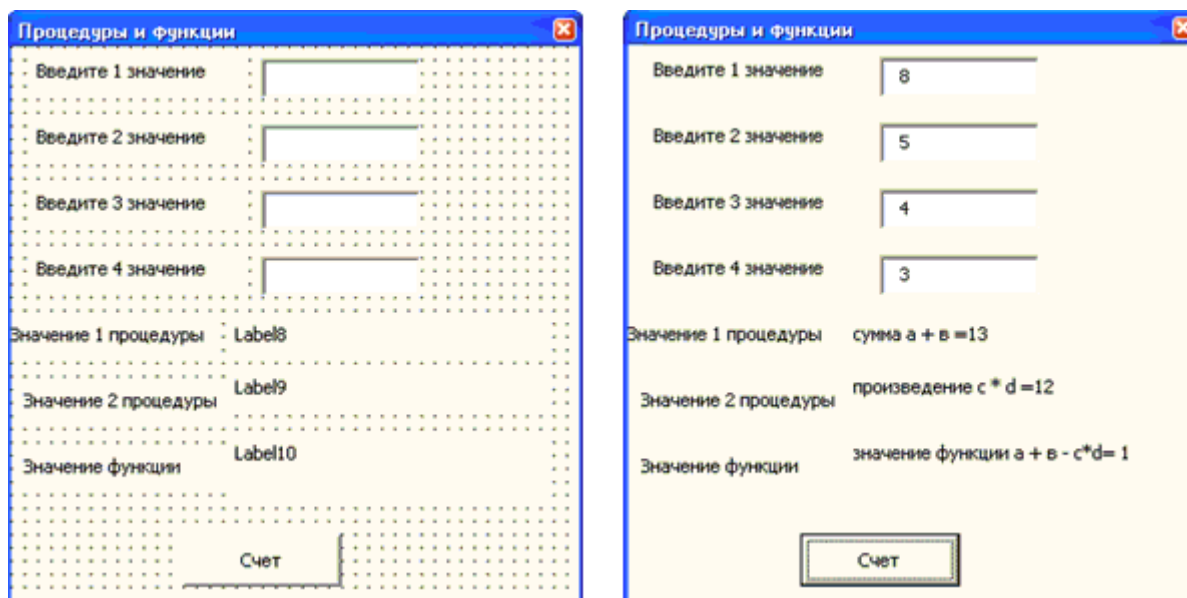 Процедуры и функции
Введите 1 значение
Введите 2 значение
Введите 3 значение
Введите 4 значение
Значение 1 процедуры Label8
Значение 2 процедуры Label9
Значение функции Label10
Счет
Процедуры и функции
Введите 1 значение 8
Введите 2 значение 5
Введите 3 значение 4
Введите 4 значение 3
Значение 1 процедуры сумма а + в =13
Значение 2 процедуры произведение c * d =12
Значение функции значение функции а + в - c*d= 1
Счет